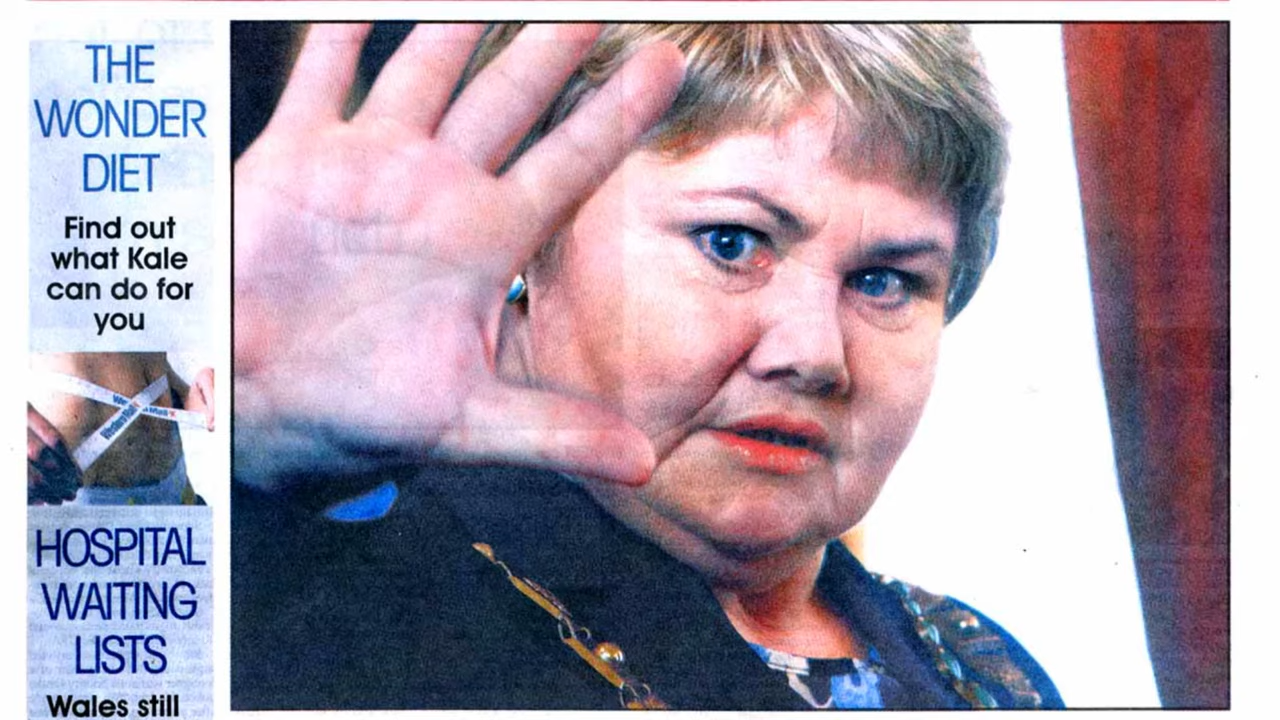 THE
WONDER
DIET
Find out
what Kale
can do for
you
HOSPITAL
WAITING
LISTS
Wales still